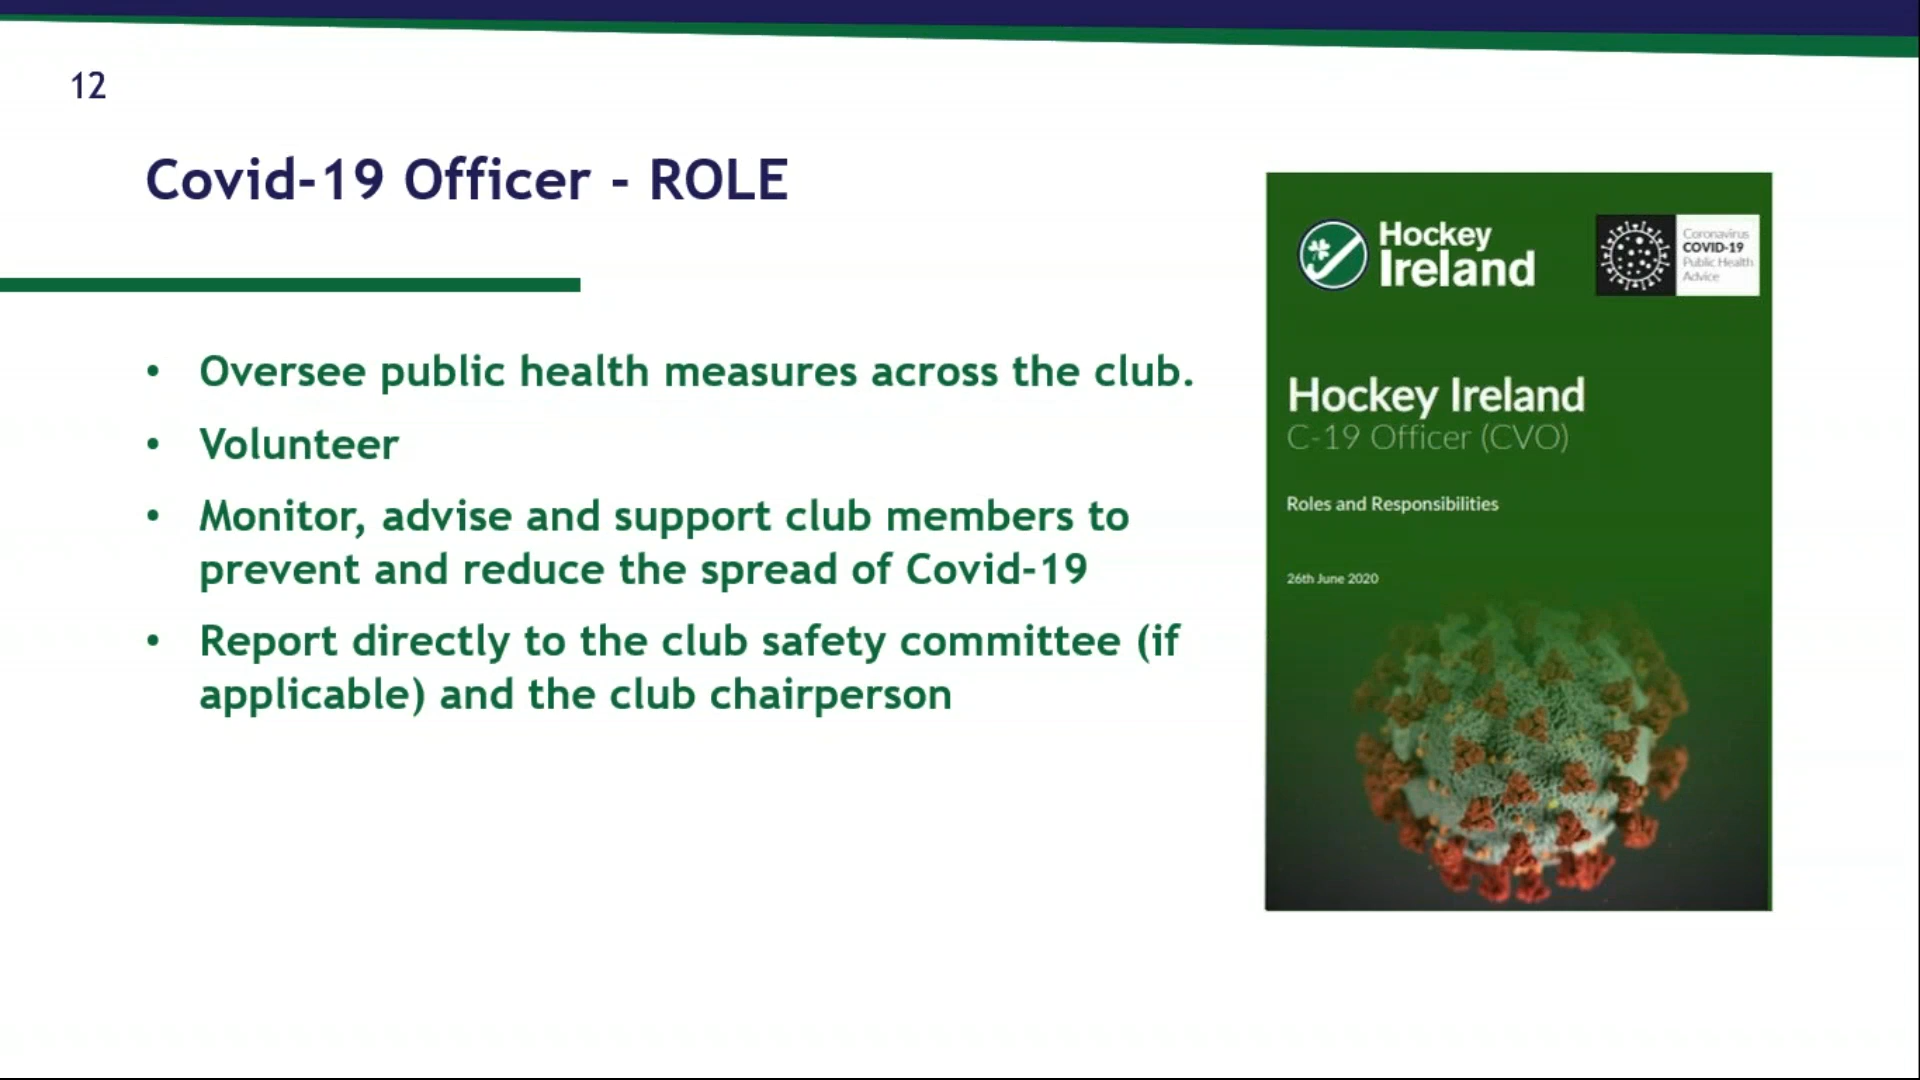 12
Covid-19 Officer - ROLE
• Oversee public health measures across the club.
• Volunteer
• Monitor, advise and support club members to
prevent and reduce the spread of Covid-19
• Report directly to the club safety committee (if
applicable) and the club chairperson
Hockey
Ireland
Coronavirus
COVID-19
Public Health
Advice
Hockey Ireland
C-19 Officer (CVO)
Roles and Responsibilities
26th June 2020